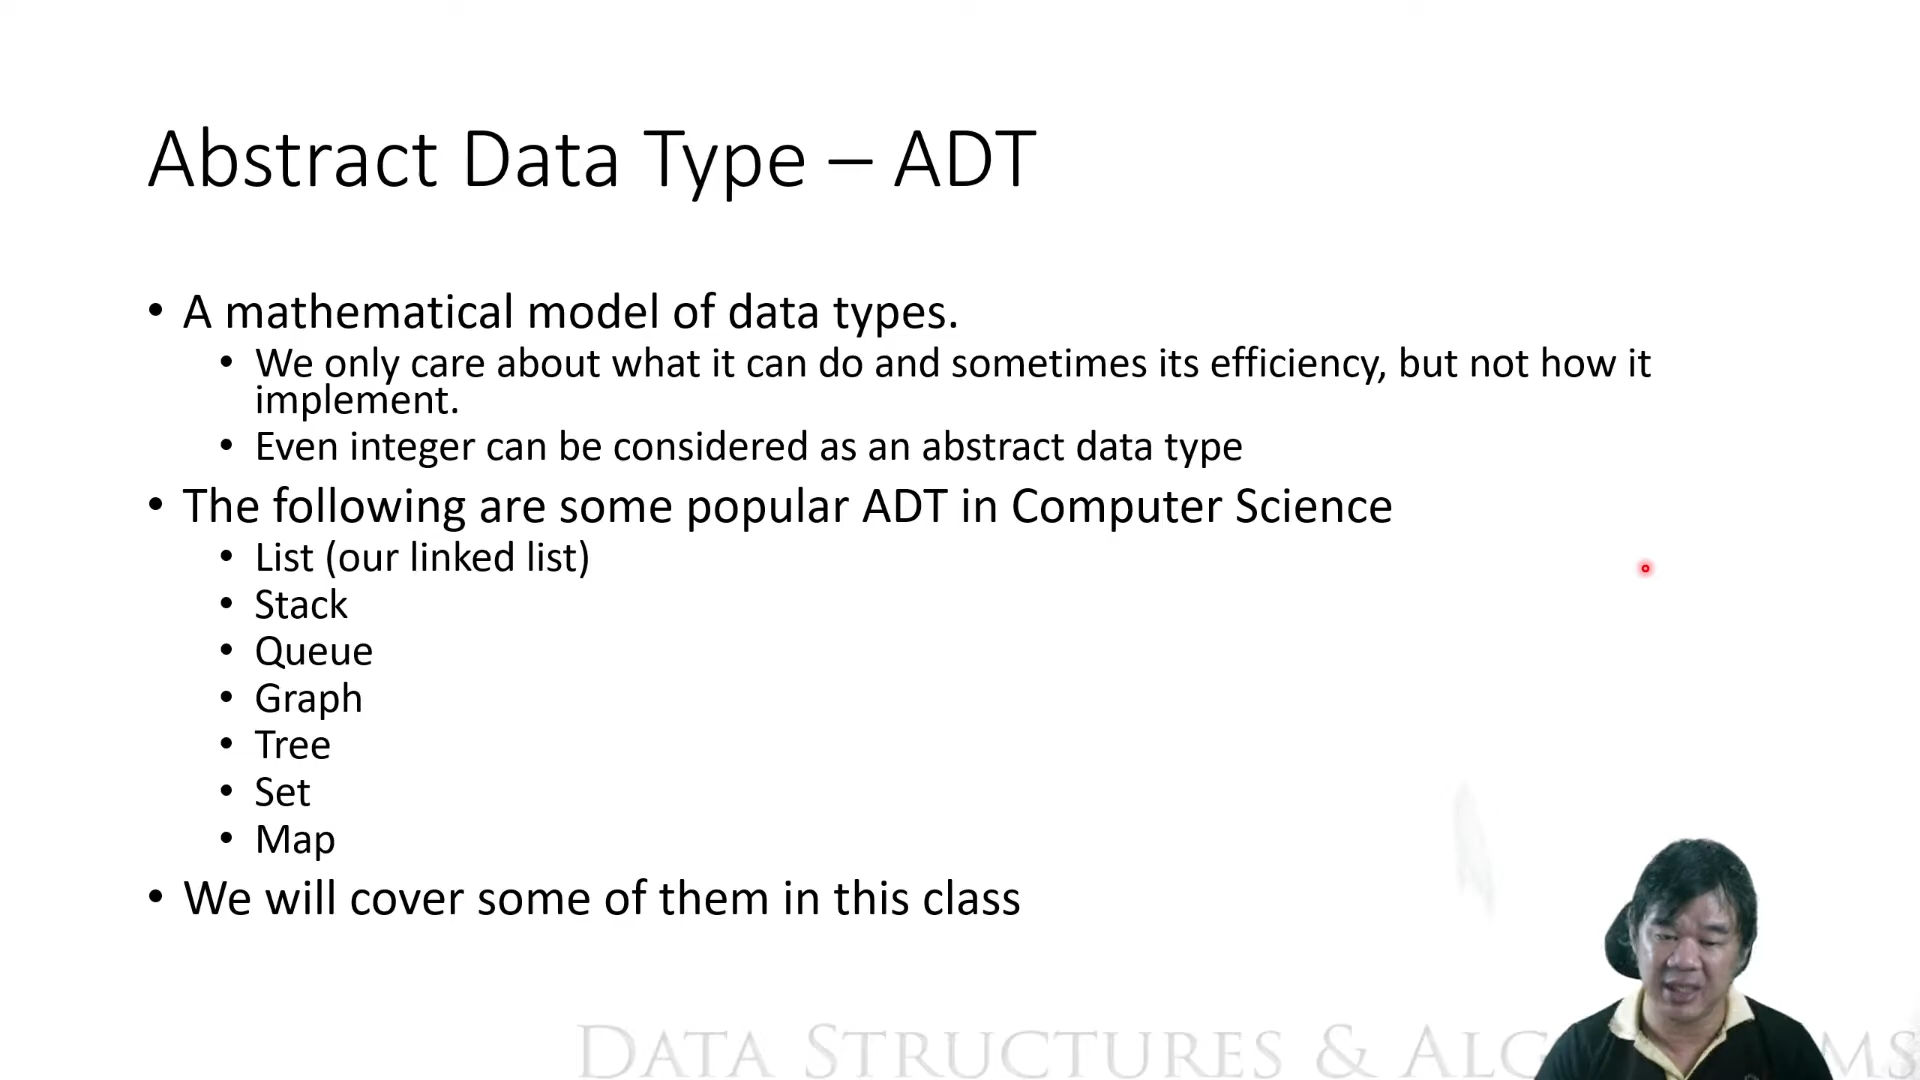 Abstract Data Type – ADT
• A mathematical model of data types.
• We only care about what it can do and sometimes its efficiency, but not how it
implement.
• Even integer can be considered as an abstract data type
• The following are some popular ADT in Computer Science
• List (our linked list)
• Stack
• Queue
• Graph
• Tree
• Set
• Map
• We will cover some of them in this class
DATA STRUCTURES &